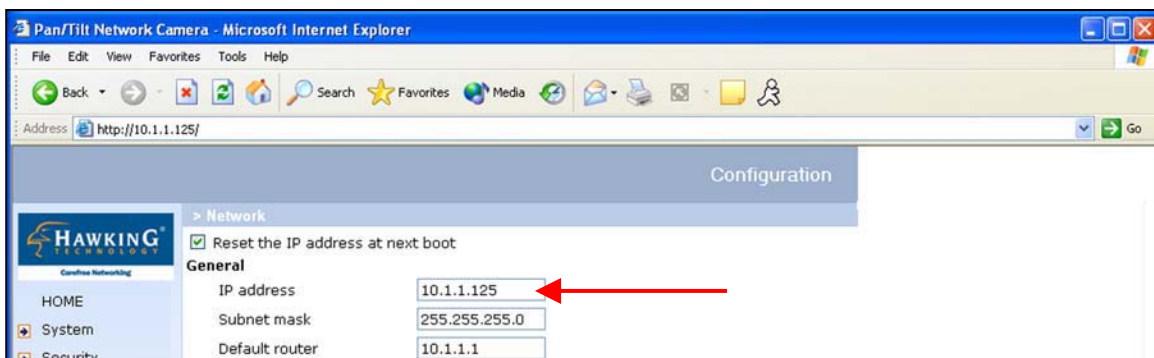 Pan/Tilt Network Camera - Microsoft Internet Explorer
File Edit View Favorites Tools Help
Back Search Favorites Media
Address http://10.1.1.125/ Go
Configuration
> Network
HAWKING
TECHNOLOGY
Carefree Networking
Reset the IP address at next boot
General
IP address 10.1.1.125
HOME
Subnet mask 255.255.255.0
System
Default router 10.1.1.1
Security